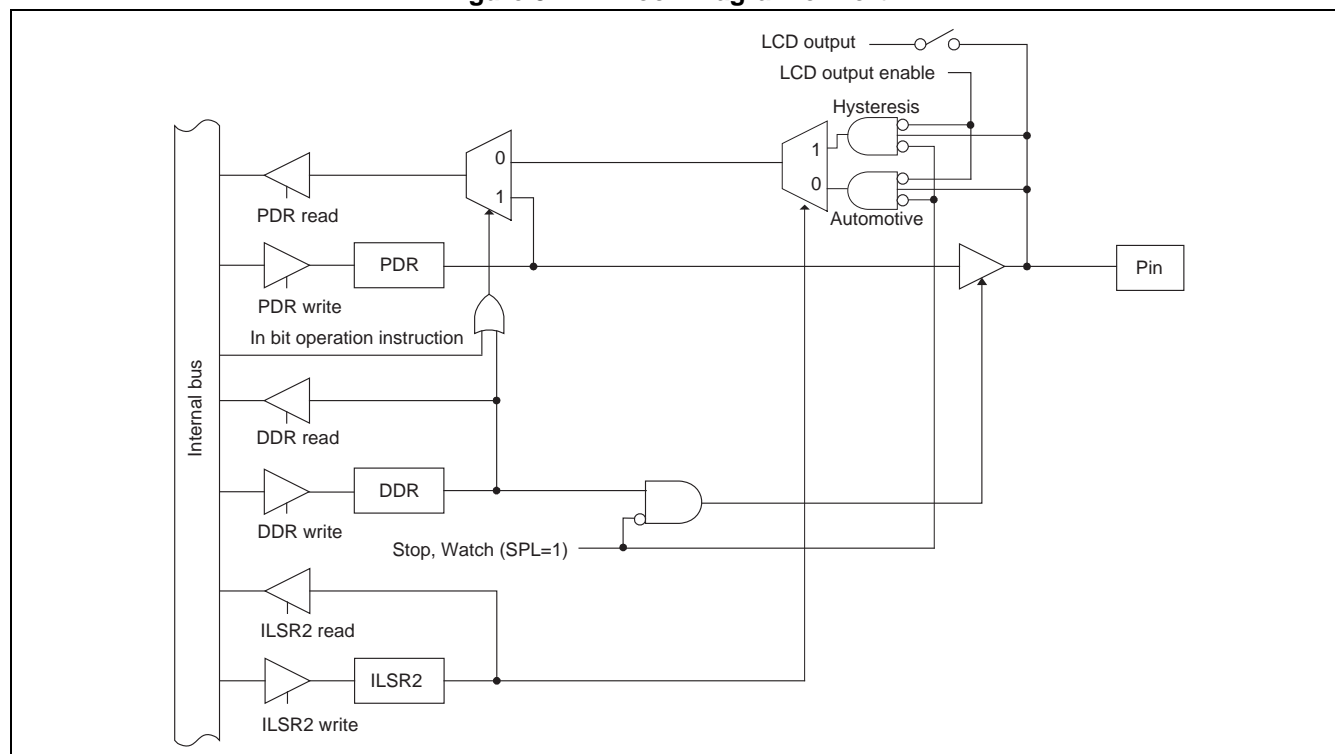 LCD output
LCD output enable
Hysteresis
0
1
1
0
PDR read
Automotive
PDR
Pin
PDR write
In bit operation instruction
Internal bus
DDR read
DDR
DDR write
Stop, Watch (SPL=1)
ILSR2 read
ILSR2
ILSR2 write